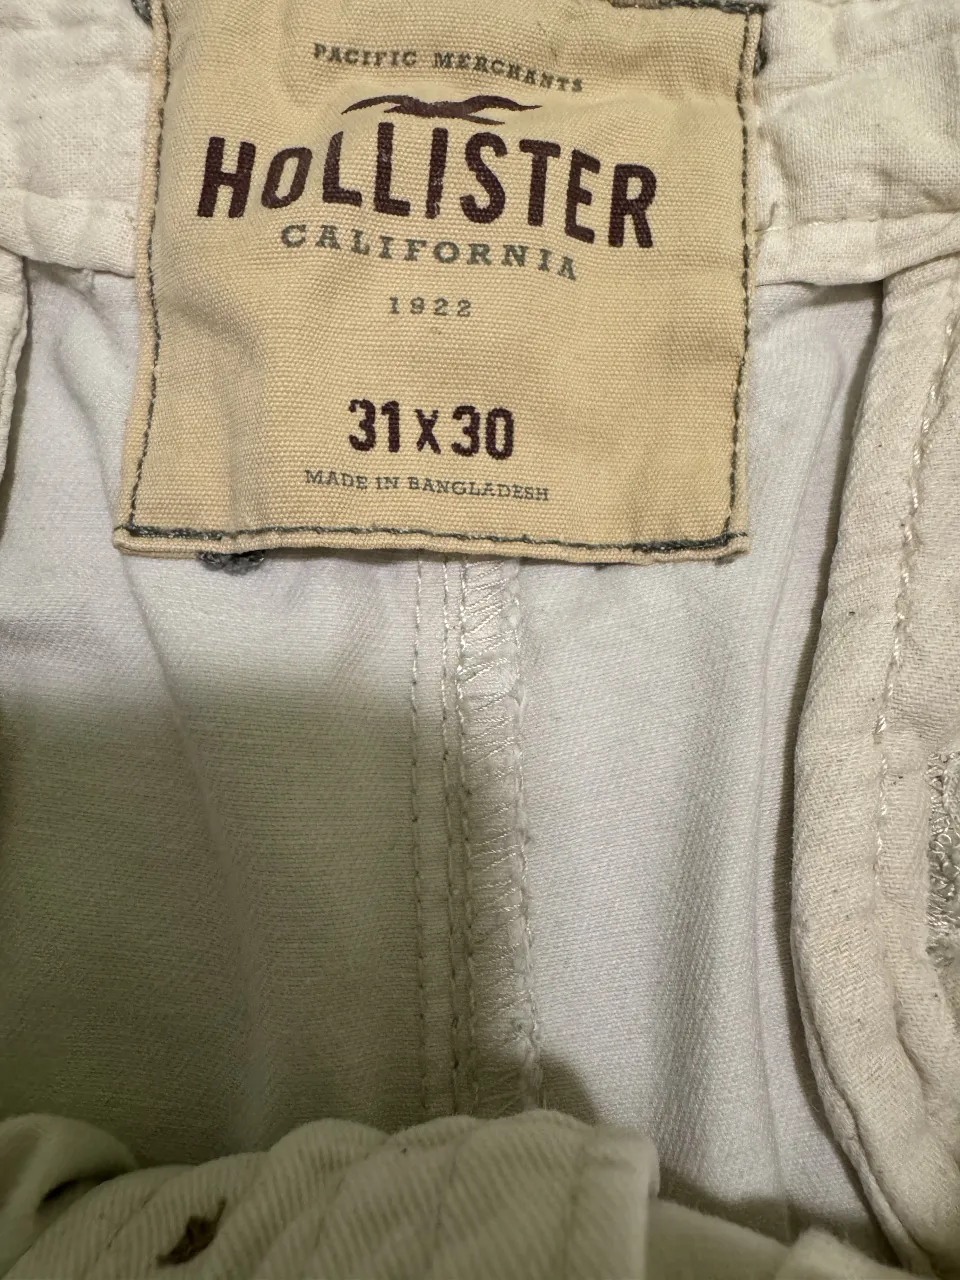 PACIFIC MERCHANTS
HOLLISTER
CALIFORNIA
1922
31 x 30
MADE IN BANGLADESH